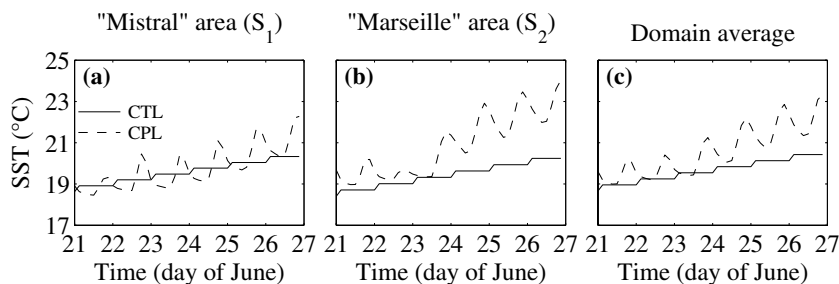 "Mistral" area (S1)
"Marseille" area (S2)
Domain average
SST (°C)
25
23
21
19
17
(a)
CTL
CPL
21 22 23 24 25 26 27
Time (day of June)
(b)
21 22 23 24 25 26 27
Time (day of June)
(c)
21 22 23 24 25 26 27
Time (day of June)